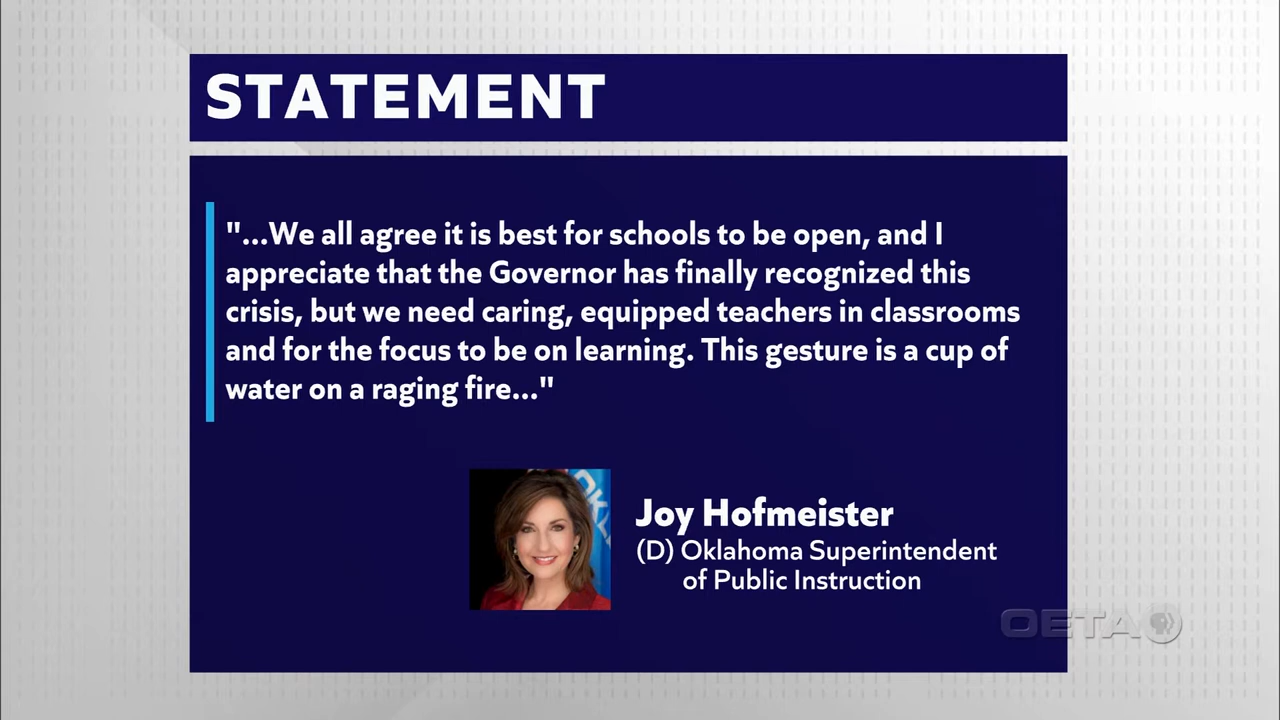 STATEMENT
"...We all agree it is best for schools to be open, and I
appreciate that the Governor has finally recognized this
crisis, but we need caring, equipped teachers in classrooms
and for the focus to be on learning. This gesture is a cup of
water on a raging fire..."
Joy Hofmeister
(D) Oklahoma Superintendent
of Public Instruction
OETA